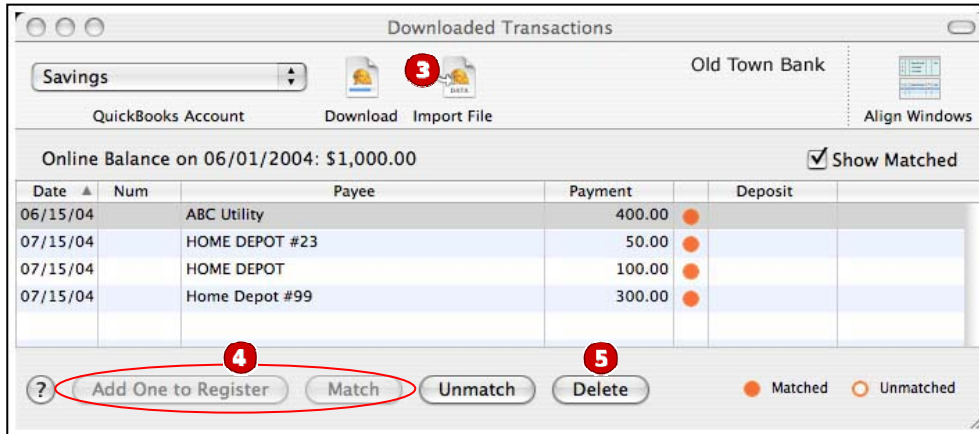 Downloaded Transactions
Savings
3
DATA
Old Town Bank
QuickBooks Account Download Import File Align Windows
Online Balance on 06/01/2004: $1,000.00 Show Matched
Date Num Payee Payment Deposit
06/15/04 ABC Utility 400.00
07/15/04 HOME DEPOT #23 50.00
07/15/04 HOME DEPOT 100.00
07/15/04 Home Depot #99 300.00
4 5
? Add One to Register Match Unmatch Delete Matched Unmatched